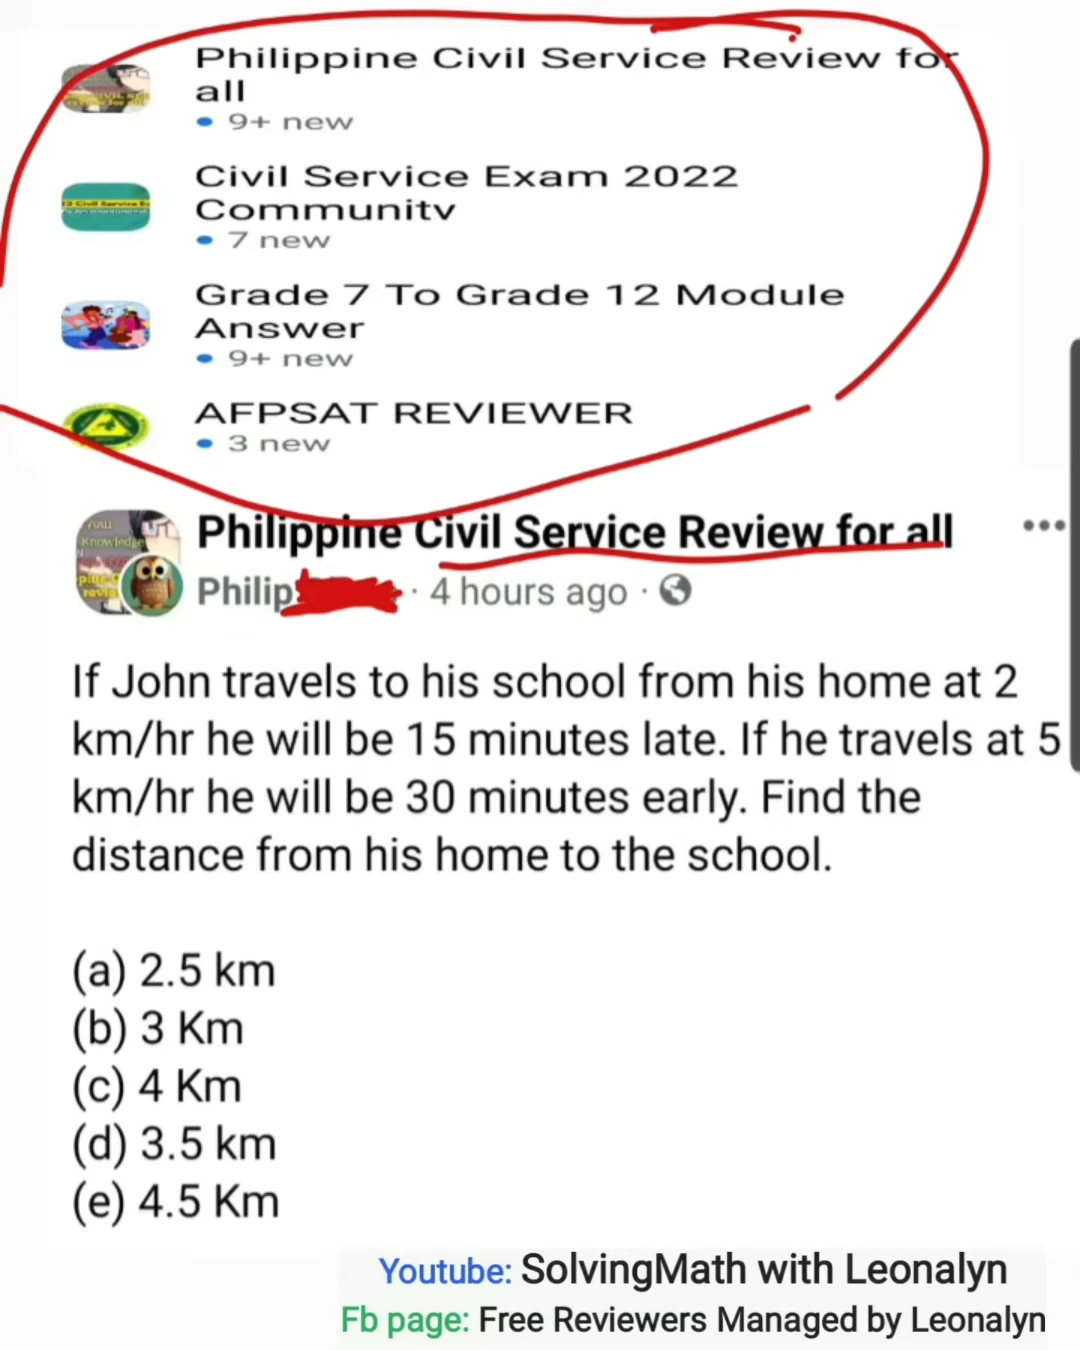 Philippine Civil Service Review for
all
• 9+ new
Civil Service Exam 2022
Community
• 7 new
Grade 7 To Grade 12 Module
Answer
• 9+ new
AFPSAT REVIEWER
• 3 new
Your
Knowledge
Philippine Civil Service Review for all
Philip · 4 hours ago ·
If John travels to his school from his home at 2
km/hr he will be 15 minutes late. If he travels at 5
km/hr he will be 30 minutes early. Find the
distance from his home to the school.
(a) 2.5 km
(b) 3 Km
(c) 4 Km
(d) 3.5 km
(e) 4.5 Km
Youtube: SolvingMath with Leonalyn
Fb page: Free Reviewers Managed by Leonalyn